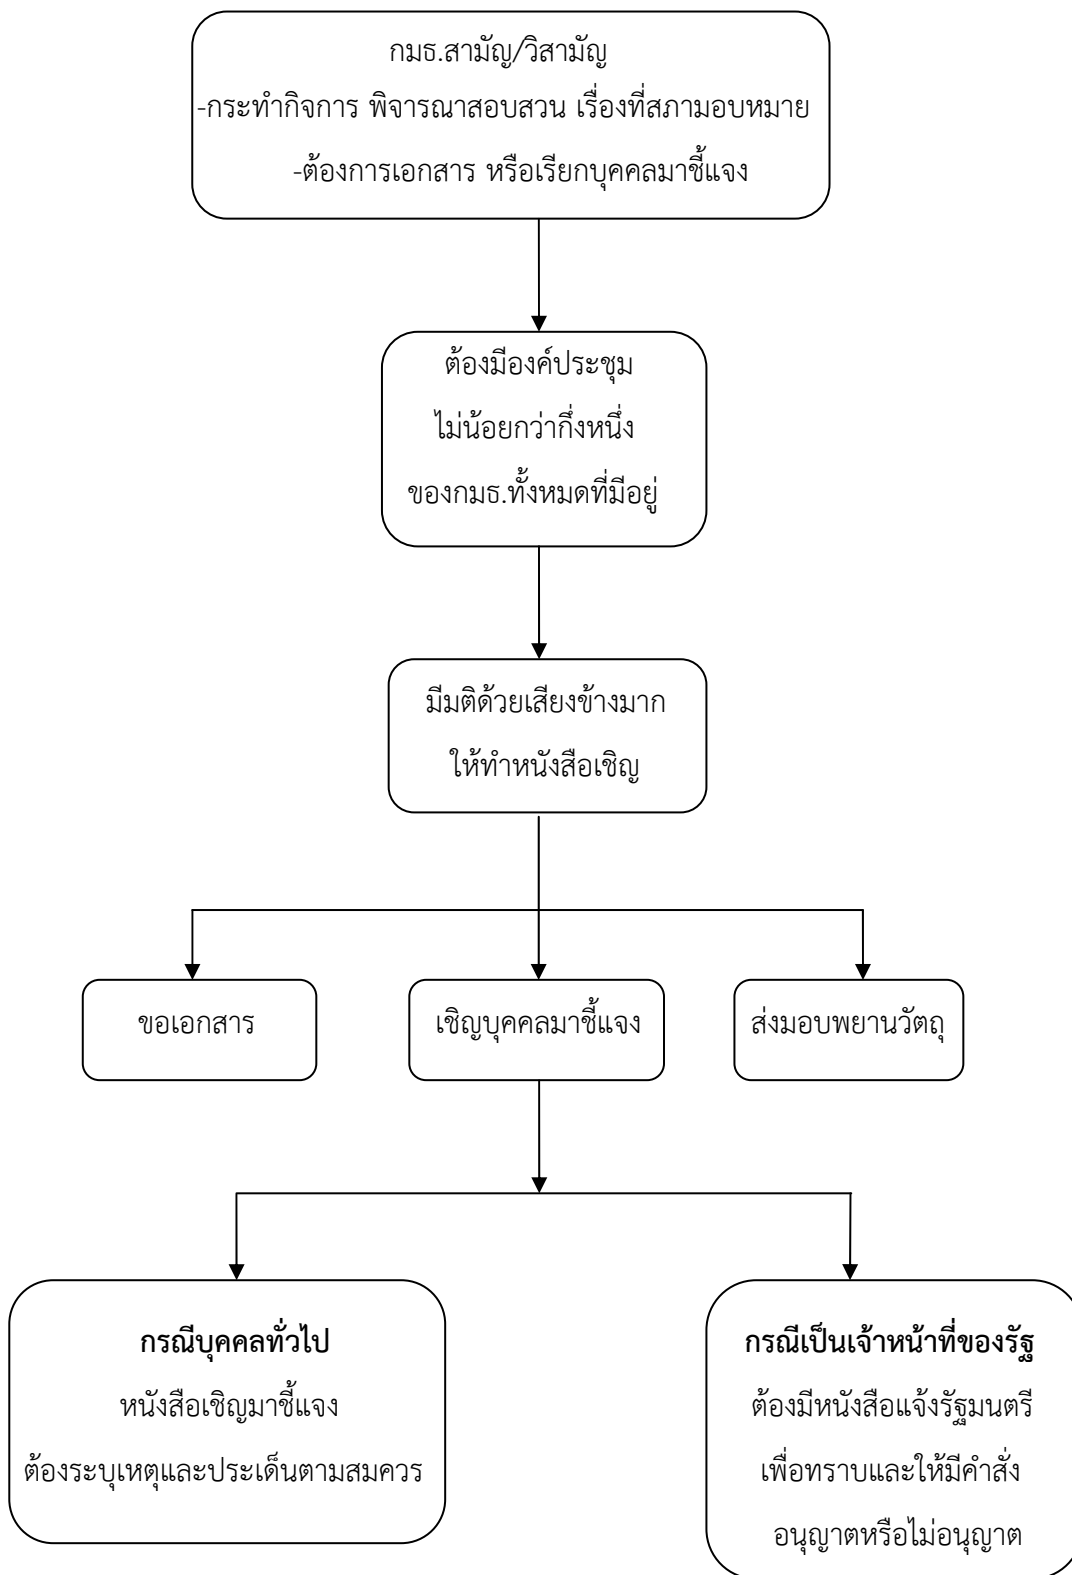 กมธ.สามัญ/วิสามัญ
-กระทำกิจการ พิจารณาสอบสวน เรื่องที่สภามอบหมาย
-ต้องการเอกสาร หรือเรียกบุคคลมาชี้แจง
ต้องมีองค์ประชุม
ไม่น้อยกว่ากึ่งหนึ่ง
ของกมธ.ทั้งหมดที่มีอยู่
มีมติด้วยเสียงข้างมาก
ให้ทำหนังสือเชิญ
ขอเอกสาร
เชิญบุคคลมาชี้แจง
ส่งมอบพยานวัตถุ
กรณีบุคคลทั่วไป
หนังสือเชิญมาชี้แจง
ต้องระบุเหตุและประเด็นตามสมควร
กรณีเป็นเจ้าหน้าที่ของรัฐ
ต้องมีหนังสือแจ้งรัฐมนตรี
เพื่อทราบและให้มีคำสั่ง
อนุญาตหรือไม่อนุญาต